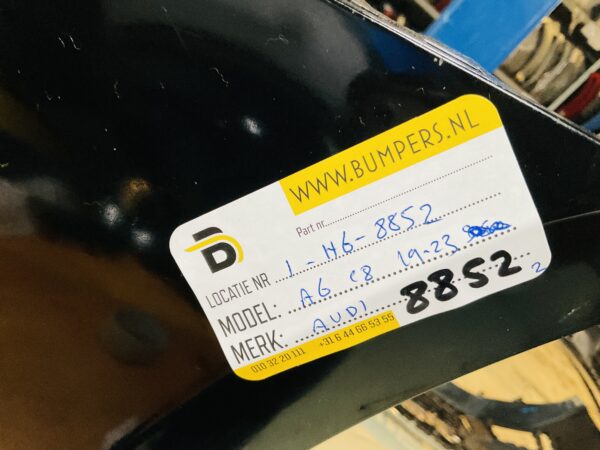 WWW.BUMPERS.NL
Part nr.
LOCATIE NR 1 - H6 - 8852
MODEL: A6 C8 19-23
MERK: AUDI 8852 2
010 32 20 111 +31 6 44 66 53 55